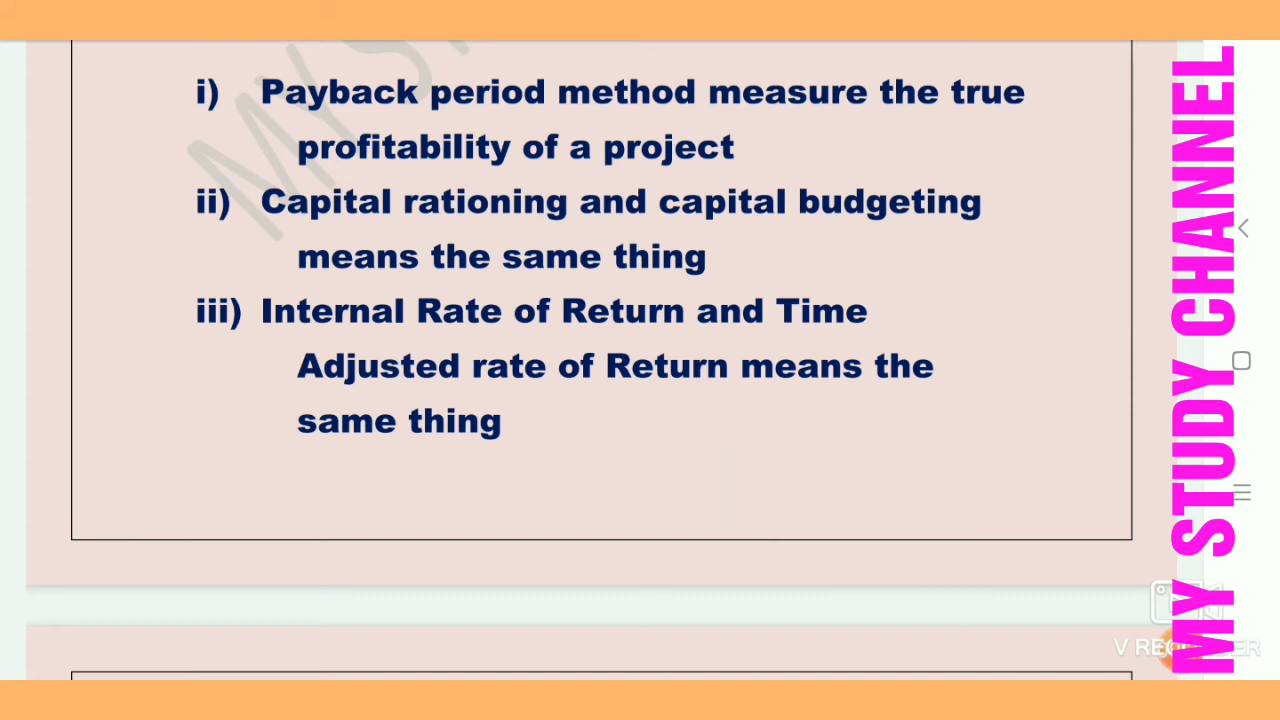 i) Payback period method measure the true
profitability of a project
ii) Capital rationing and capital budgeting
means the same thing
iii) Internal Rate of Return and Time
Adjusted rate of Return means the
same thing
MY STUDY CHANNEL